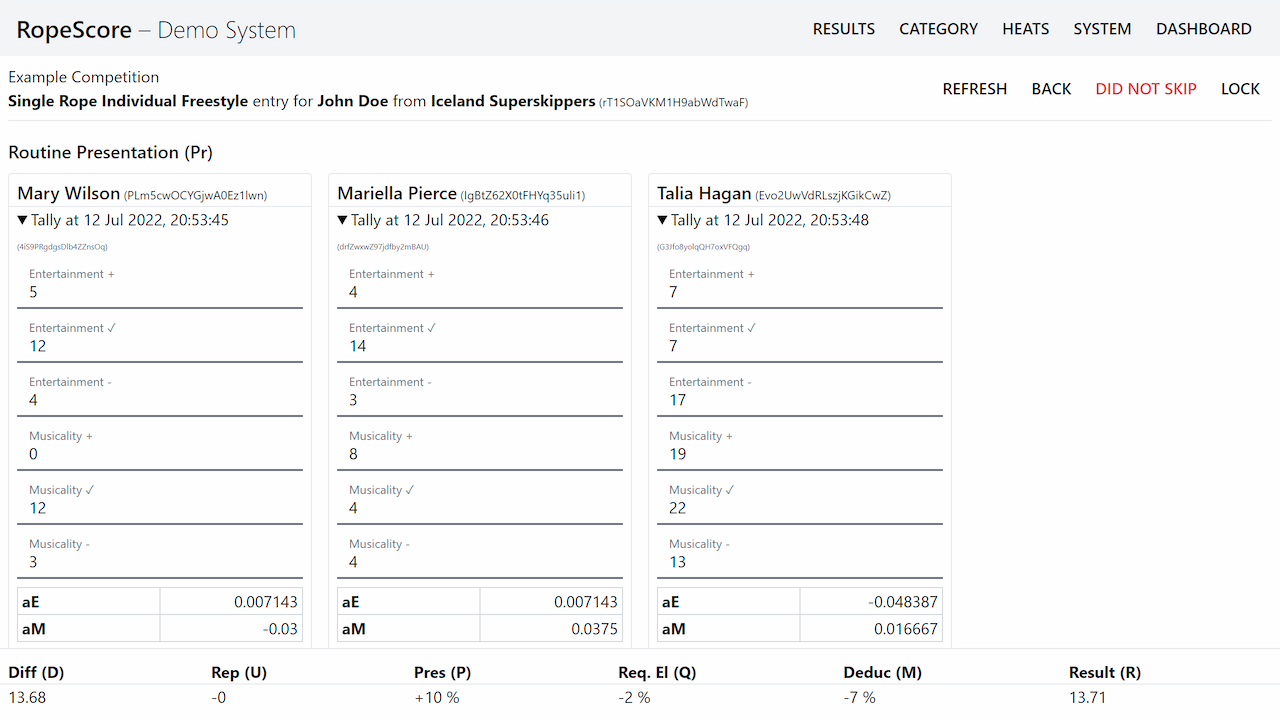 RopeScore – Demo System
RESULTS CATEGORY HEATS SYSTEM DASHBOARD
Example Competition
Single Rope Individual Freestyle entry for John Doe from Iceland Superskippers (rT1SOaVKM1H9abWdTwaF)
REFRESH BACK DID NOT SKIP LOCK
Routine Presentation (Pr)
Mary Wilson (PLm5cwOCYGjwA0Ez1lwn)
▼ Tally at 12 Jul 2022, 20:53:45
(4iS9PRgdgsDlb4ZZnsOq)
Entertainment +
5
Entertainment ✓
12
Entertainment -
4
Musicality +
0
Musicality ✓
12
Musicality -
3
aE 0.007143
aM -0.03
Mariella Pierce (IgBtZ62X0tFHYq35uli1)
▼ Tally at 12 Jul 2022, 20:53:46
(drfZwxwZ97jdfby2mBAU)
Entertainment +
4
Entertainment ✓
14
Entertainment -
3
Musicality +
8
Musicality ✓
4
Musicality -
4
aE 0.007143
aM 0.0375
Talia Hagan (Evo2UwVdRLszjKGikCwZ)
▼ Tally at 12 Jul 2022, 20:53:48
(G3Jfo8yolqQH7oxVFQgq)
Entertainment +
7
Entertainment ✓
7
Entertainment -
17
Musicality +
19
Musicality ✓
22
Musicality -
13
aE -0.048387
aM 0.016667
Diff (D) Rep (U) Pres (P) Req. El (Q) Deduc (M) Result (R)
13.68 -0 +10 % -2 % -7 % 13.71